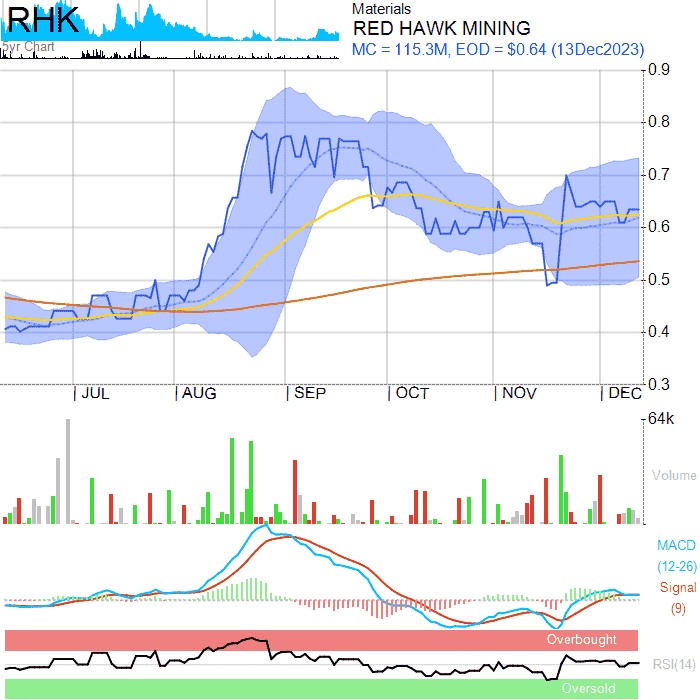 RHK
5yr Chart
Materials
RED HAWK MINING
MC = 115.3M, EOD = $0.64 (13Dec2023)
0.9
0.8
0.7
0.6
0.5
0.4
0.3
JUL AUG SEP OCT NOV DEC
64k
Volume
MACD
(12-26)
Signal
(9)
Overbought
RSI(14)
Oversold